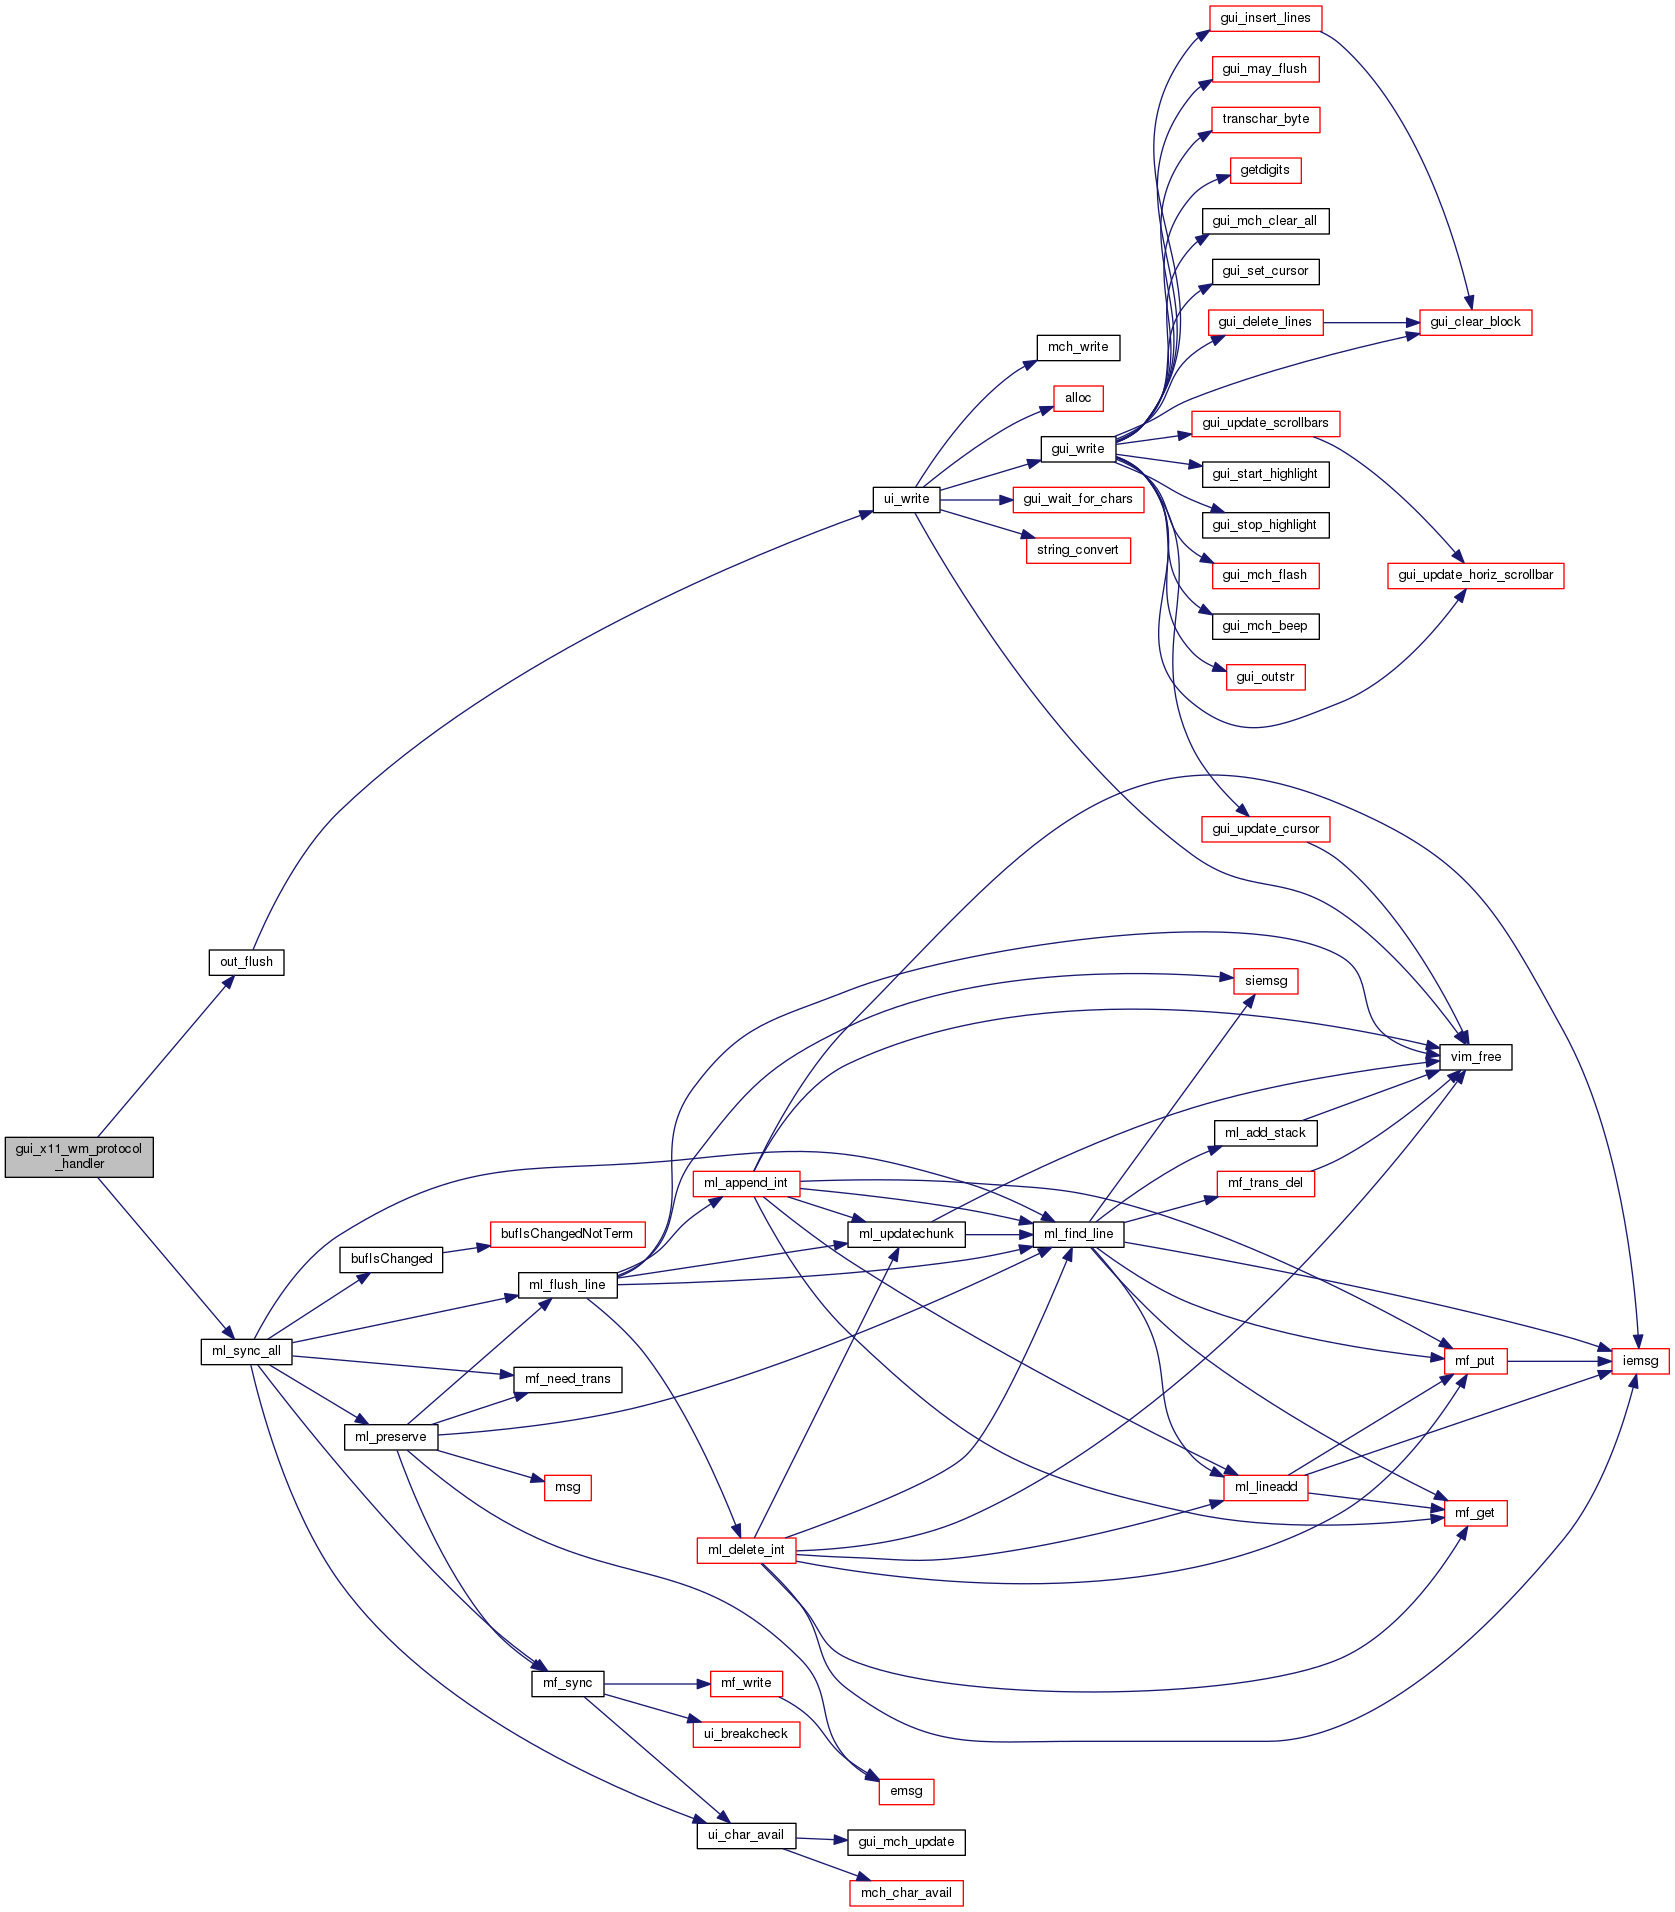 gui_insert_lines
gui_may_flush
transchar_byte
getdigits
gui_mch_clear_all
gui_set_cursor
gui_delete_lines
gui_clear_block
mch_write
alloc
gui_update_scrollbars
gui_write
gui_start_highlight
ui_write
gui_wait_for_chars
gui_stop_highlight
string_convert
gui_mch_flash
gui_update_horiz_scrollbar
gui_mch_beep
gui_outstr
gui_update_cursor
out_flush
siemsg
vim_free
ml_add_stack
gui_x11_wm_protocol
_handler
ml_append_int
mf_trans_del
bufIsChangedNotTerm
ml_updatechunk
ml_find_line
bufIsChanged
ml_flush_line
ml_sync_all
mf_put
iemsg
mf_need_trans
ml_preserve
msg
ml_lineadd
mf_get
ml_delete_int
mf_sync
mf_write
ui_breakcheck
emsg
ui_char_avail
gui_mch_update
mch_char_avail